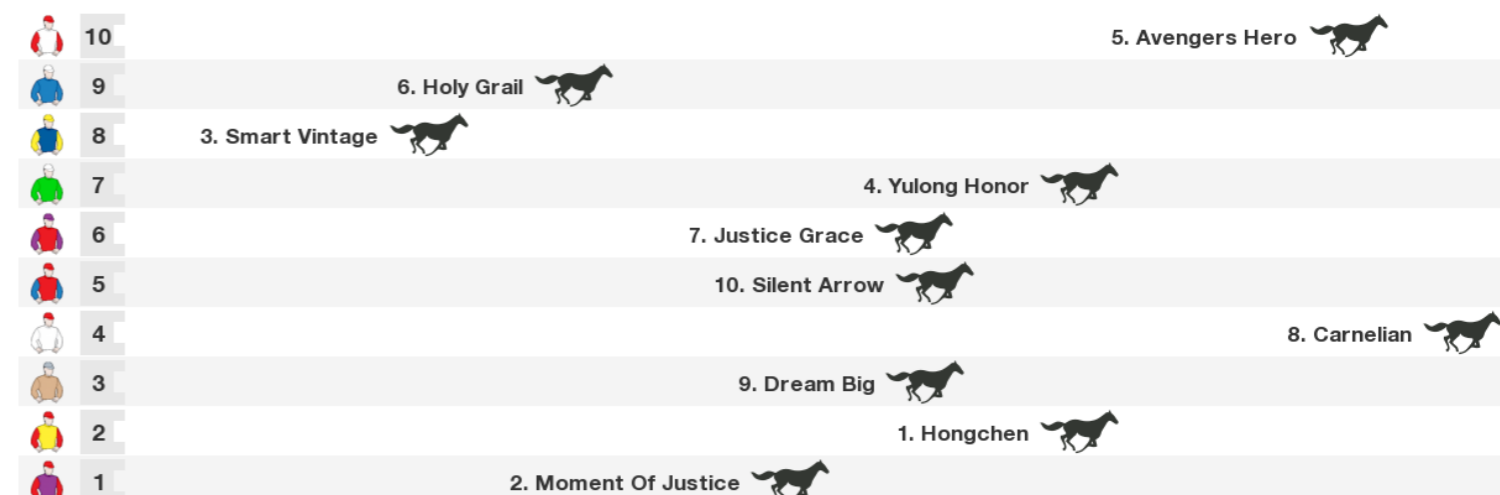 10 5. Avengers Hero
9 6. Holy Grail
8 3. Smart Vintage
7 4. Yulong Honor
6 7. Justice Grace
5 10. Silent Arrow
4 8. Carnelian
3 9. Dream Big
2 1. Hongchen
1 2. Moment Of Justice